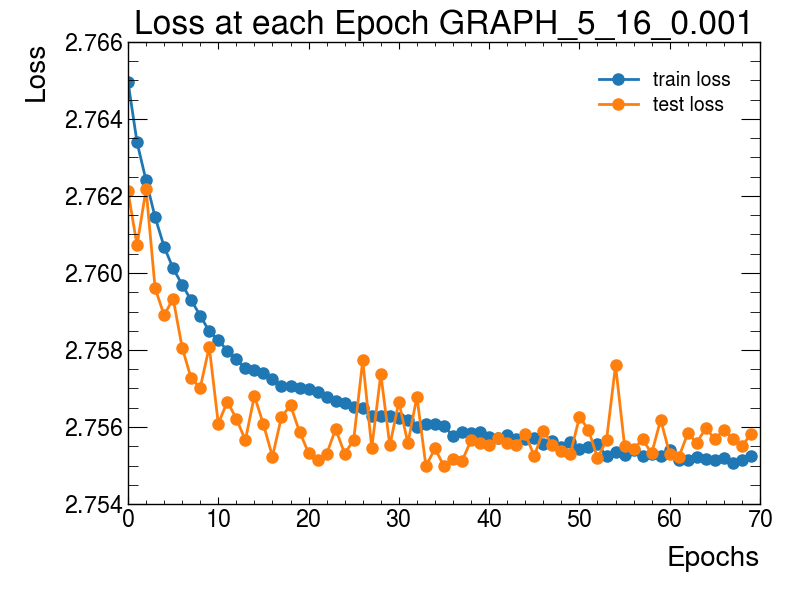 Loss at each Epoch GRAPH_5_16_0.001
Loss
2.766
2.764
2.762
2.760
2.758
2.756
2.754
train loss
test loss
0 10 20 30 40 50 60 70
Epochs